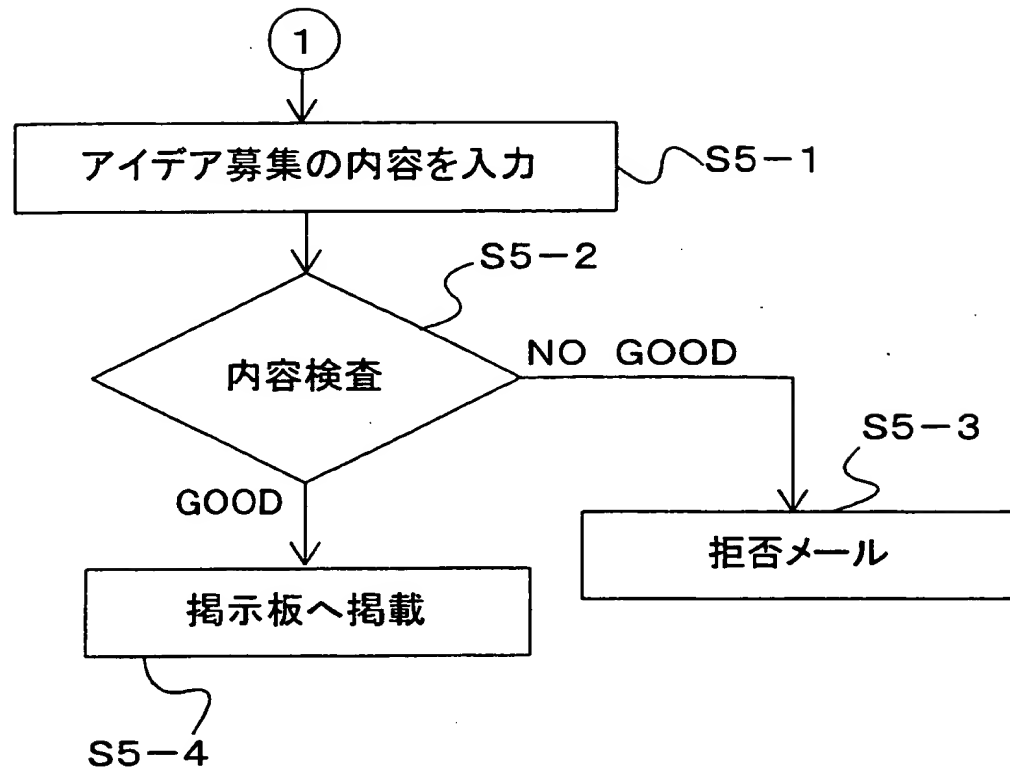 1
アイデア募集の内容を入力
S5-1
S5-2
内容検査
NO GOOD
S5-3
GOOD
拒否メール
掲示板へ掲載
S5-4